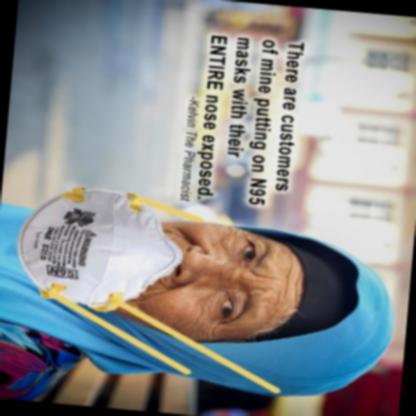 There are customers
of mine putting on N95
masks with their
ENTIRE nose exposed.
-Kelvin The Pharmacist